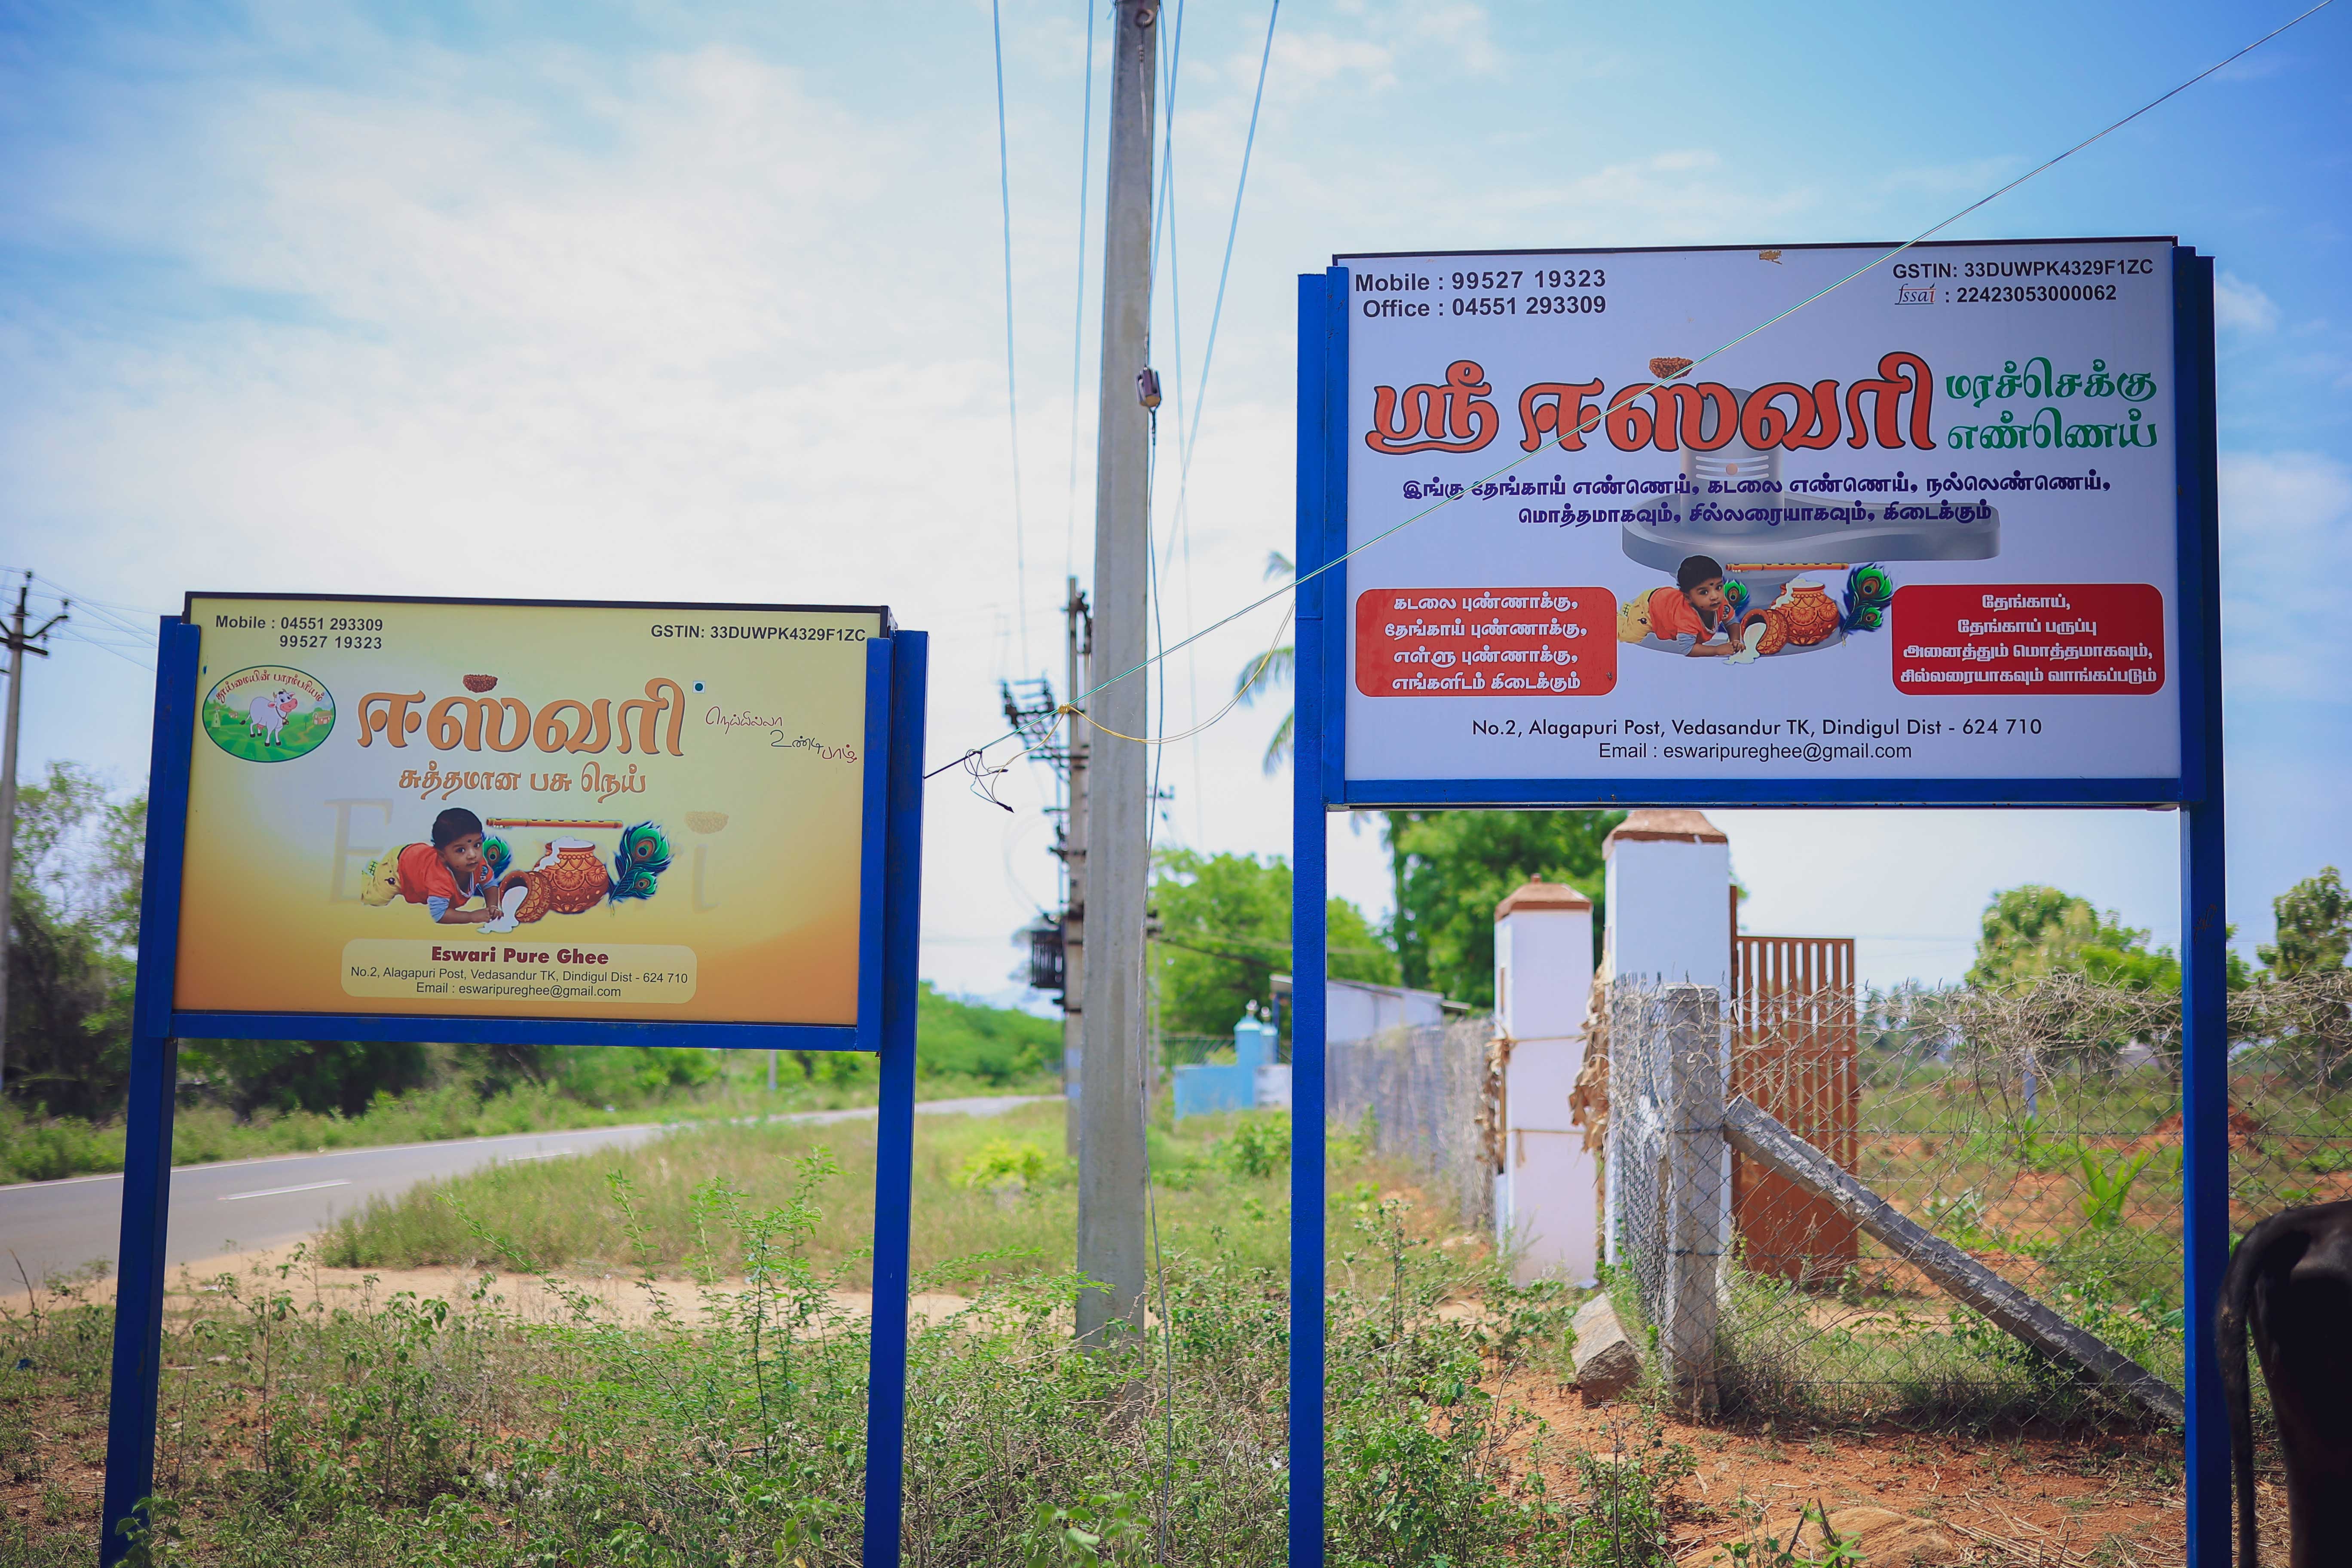 Mobile : 04551 293309
99527 19323
GSTIN: 33DUWPK4329F1ZC
தாய்மையின் பாரம்பரியம்
ஈஸ்வரி
நெய்யில்லா
உண்டி பாழ்
சுத்தமான பசு நெய்
Eswari Pure Ghee
No.2, Alagapuri Post, Vedasandur TK, Dindigul Dist - 624 710
Email : eswaripureghee@gmail.com
Mobile : 99527 19323
Office : 04551 293309
GSTIN: 33DUWPK4329F1ZC
fssai : 22423053000062
ஸ்ரீ ஈஸ்வரி
மரச்செக்கு
எண்ணெய்
இங்கு தேங்காய் எண்ணெய், கடலை எண்ணெய், நல்லெண்ணெய்,
மொத்தமாகவும், சில்லரையாகவும், கிடைக்கும்
கடலை புண்ணாக்கு,
தேங்காய் புண்ணாக்கு,
எள்ளு புண்ணாக்கு,
எங்களிடம் கிடைக்கும்
தேங்காய்,
தேங்காய் பருப்பு
அனைத்தும் மொத்தமாகவும்,
சில்லரையாகவும் வாங்கப்படும்
No.2, Alagapuri Post, Vedasandur TK, Dindigul Dist - 624 710
Email : eswaripureghee@gmail.com